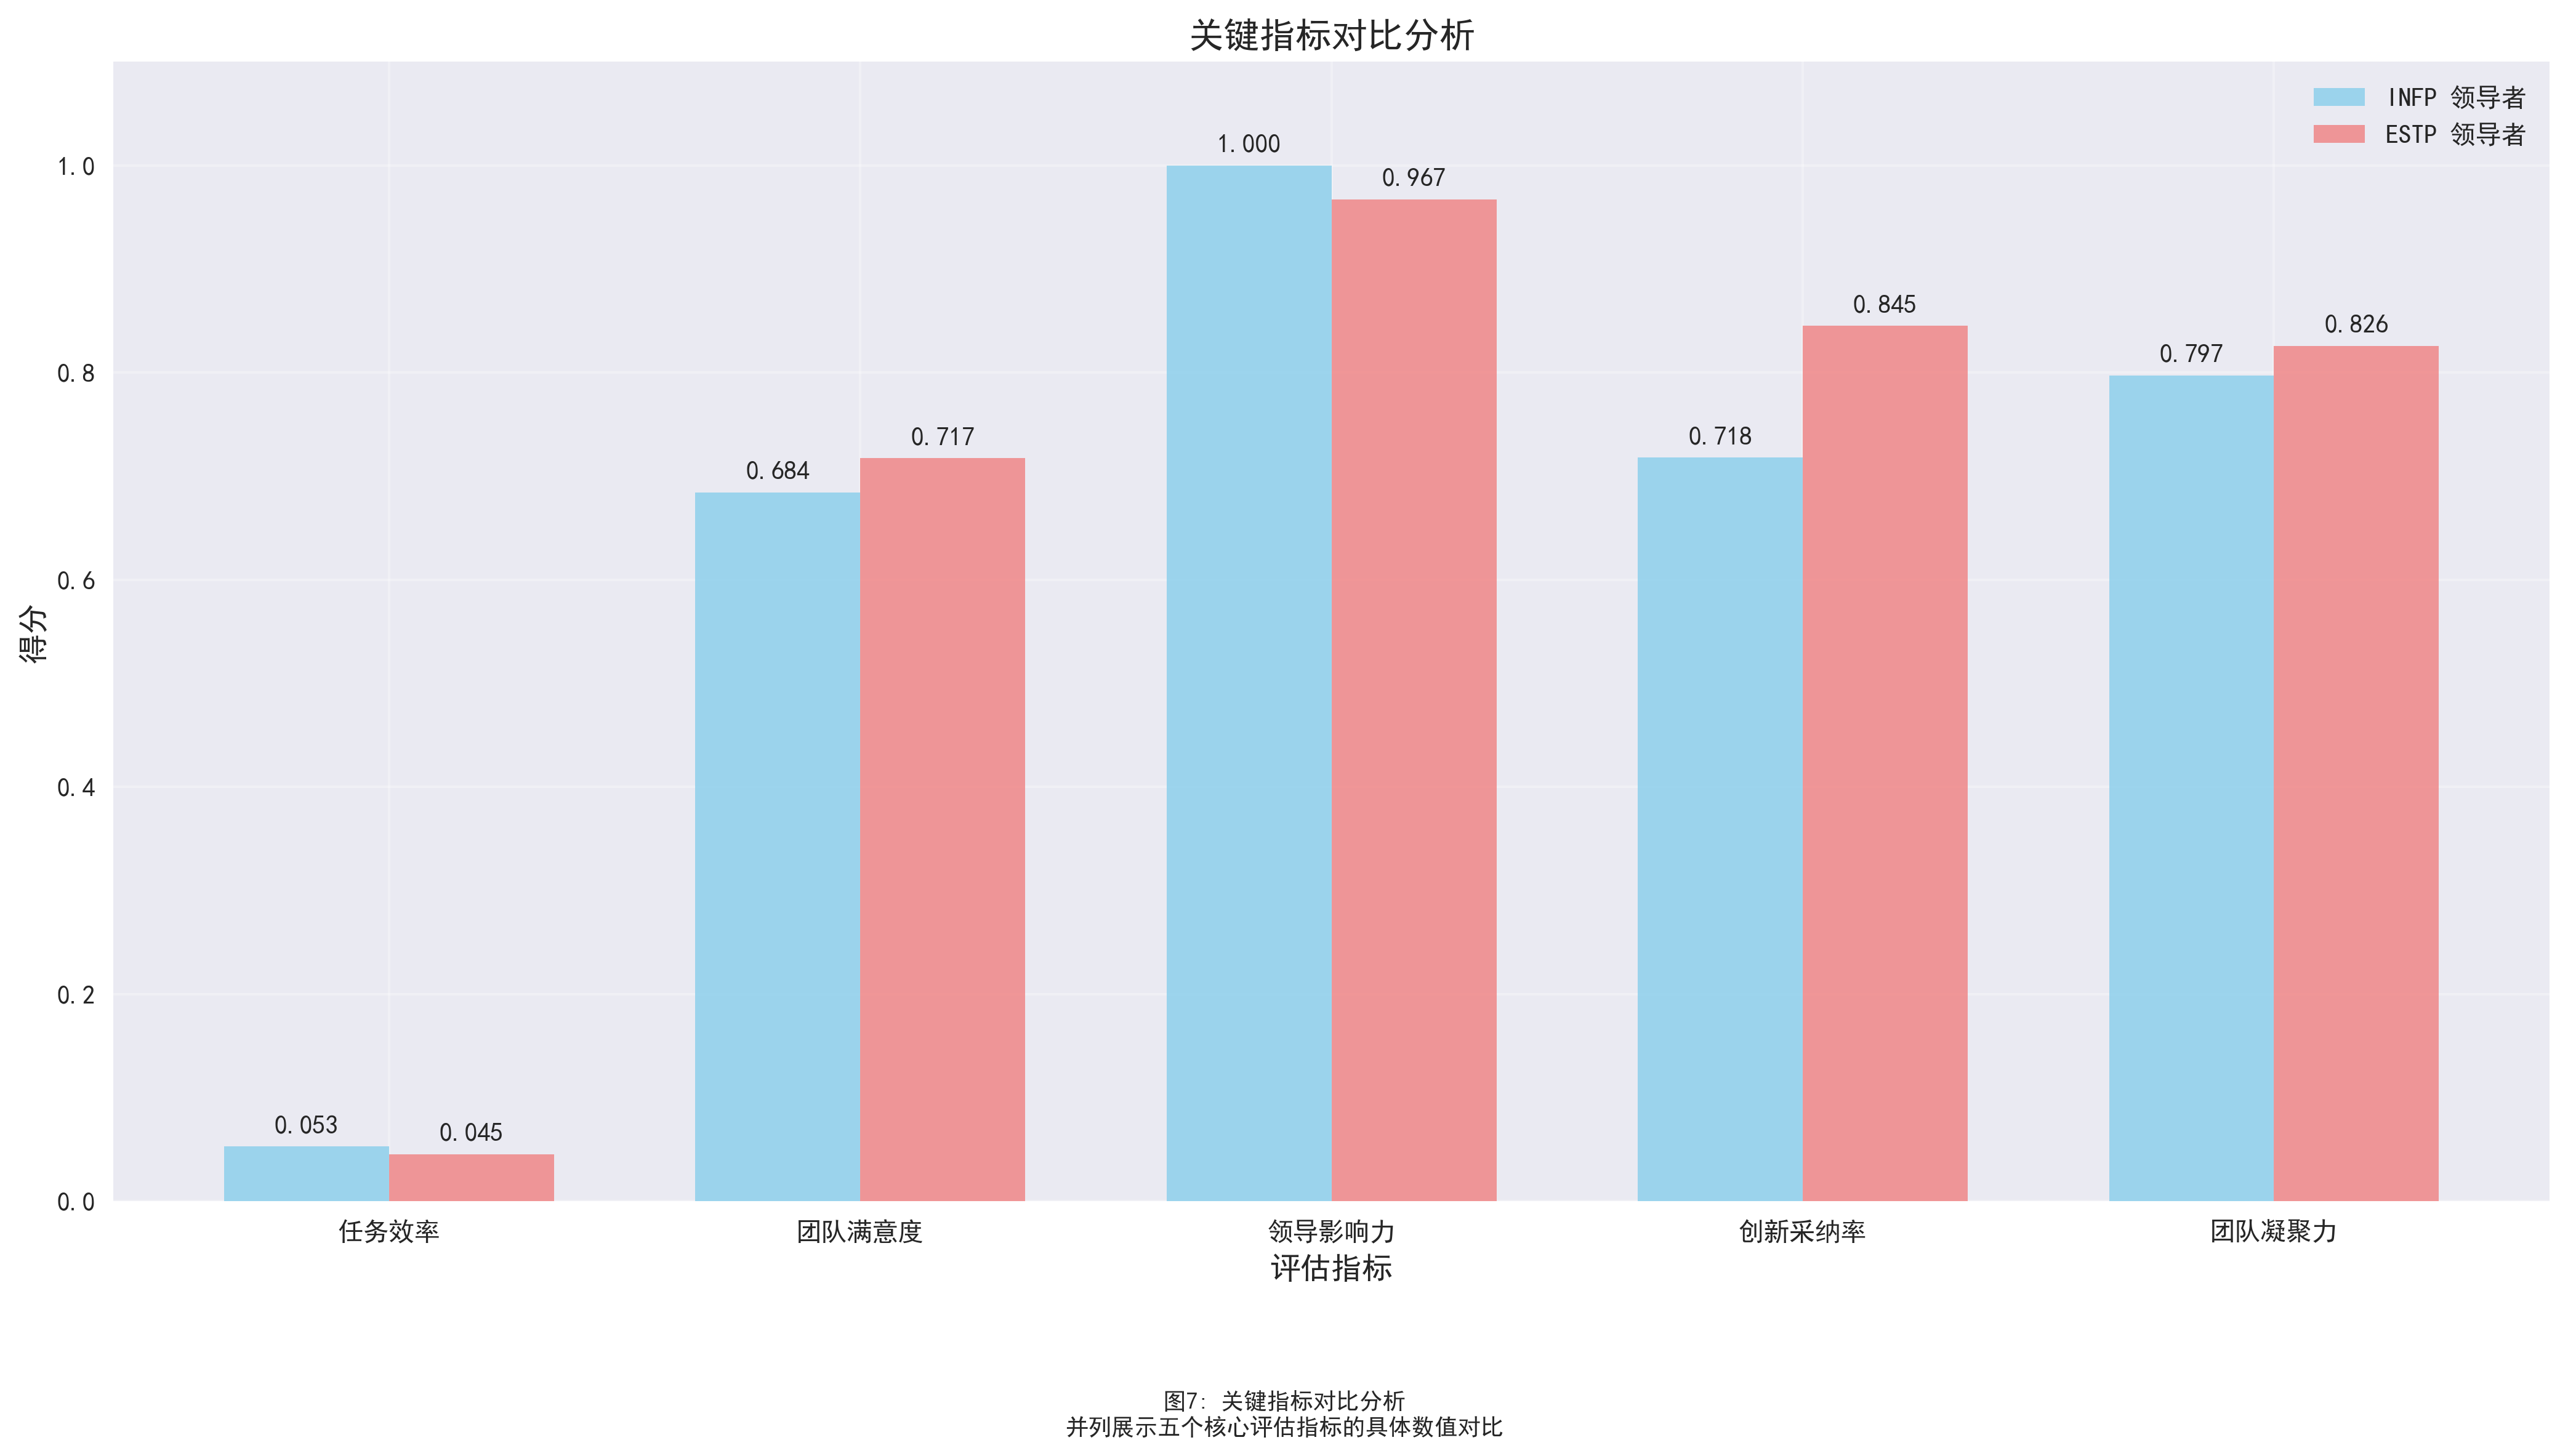 关键指标对比分析
INFP 领导者
ESTP 领导者
得分
1.0
0.8
0.6
0.4
0.2
0.0
0.053
0.045
0.684
0.717
1.000
0.967
0.718
0.845
0.797
0.826
任务效率
团队满意度
领导影响力
创新采纳率
团队凝聚力
评估指标
图7: 关键指标对比分析
并列展示五个核心评估指标的具体数值对比